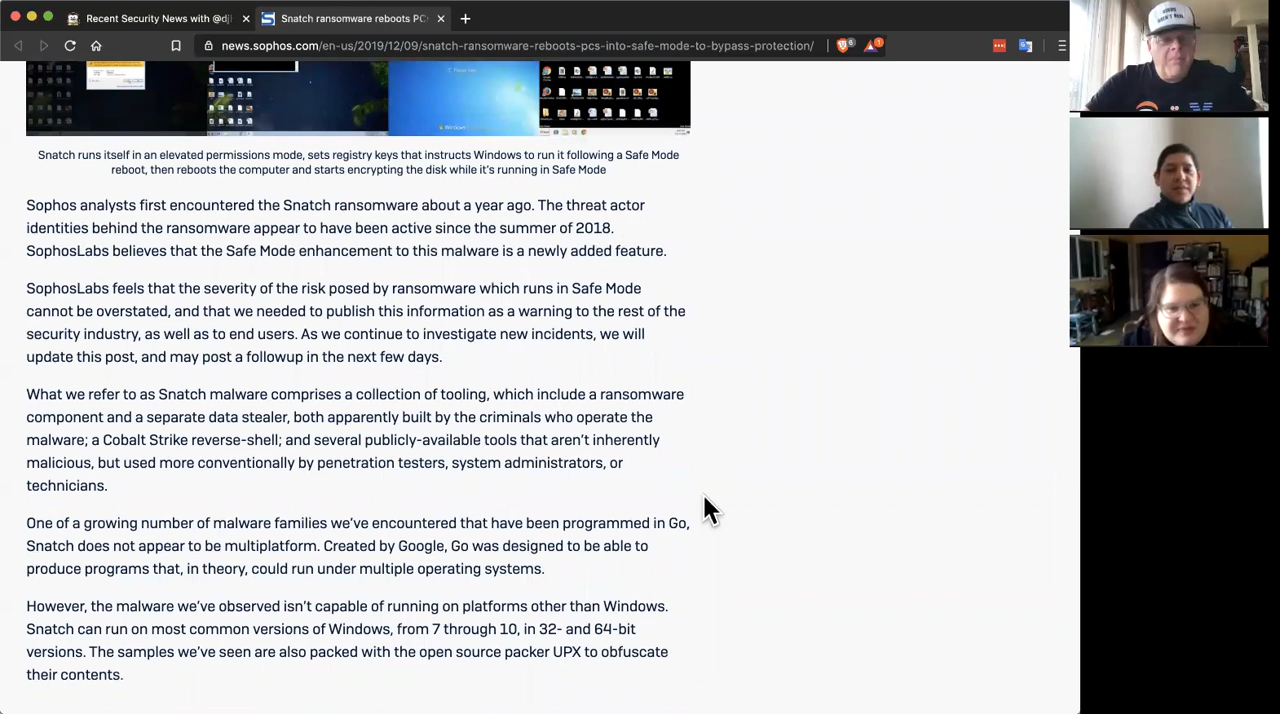 Recent Security News with @dj
Snatch ransomware reboots PC
news.sophos.com/en-us/2019/12/09/snatch-ransomware-reboots-pcs-into-safe-mode-to-bypass-protection/
6
1
Snatch runs itself in an elevated permissions mode, sets registry keys that instructs Windows to run it following a Safe Mode
reboot, then reboots the computer and starts encrypting the disk while it's running in Safe Mode
Sophos analysts first encountered the Snatch ransomware about a year ago. The threat actor
identities behind the ransomware appear to have been active since the summer of 2018.
SophosLabs believes that the Safe Mode enhancement to this malware is a newly added feature.
SophosLabs feels that the severity of the risk posed by ransomware which runs in Safe Mode
cannot be overstated, and that we needed to publish this information as a warning to the rest of the
security industry, as well as to end users. As we continue to investigate new incidents, we will
update this post, and may post a followup in the next few days.
What we refer to as Snatch malware comprises a collection of tooling, which include a ransomware
component and a separate data stealer, both apparently built by the criminals who operate the
malware; a Cobalt Strike reverse-shell; and several publicly-available tools that aren't inherently
malicious, but used more conventionally by penetration testers, system administrators, or
technicians.
One of a growing number of malware families we've encountered that have been programmed in Go,
Snatch does not appear to be multiplatform. Created by Google, Go was designed to be able to
produce programs that, in theory, could run under multiple operating systems.
However, the malware we've observed isn't capable of running on platforms other than Windows.
Snatch can run on most common versions of Windows, from 7 through 10, in 32- and 64-bit
versions. The samples we've seen are also packed with the open source packer UPX to obfuscate
their contents.